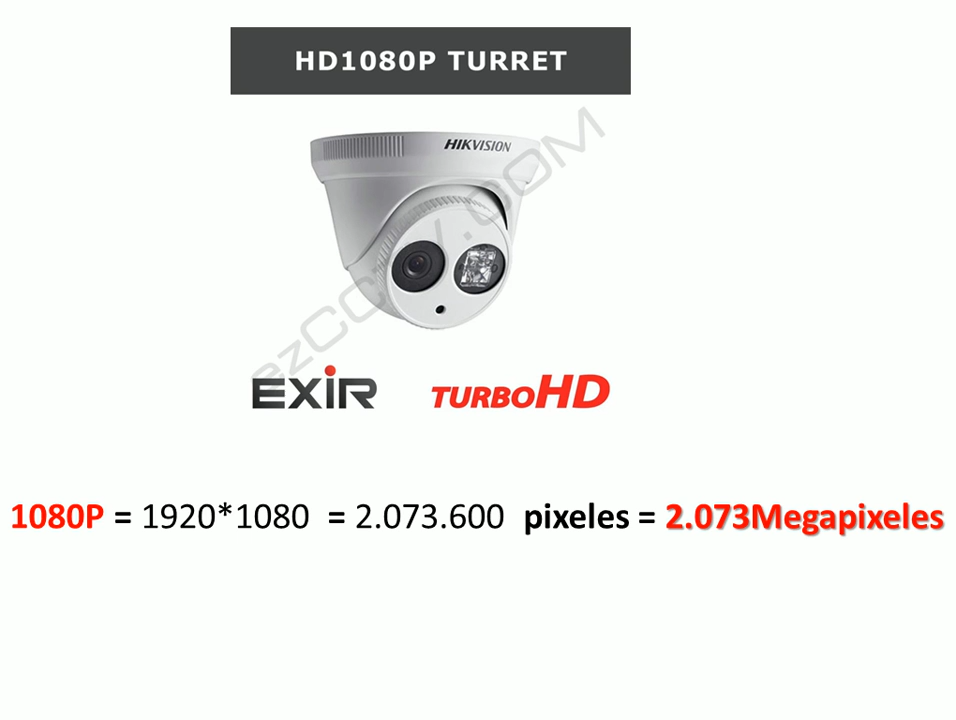 HD1080P TURRET
HIKVISION
EXIR TURBOHD
1080P = 1920*1080 = 2.073.600 pixeles = 2.073Megapixeles